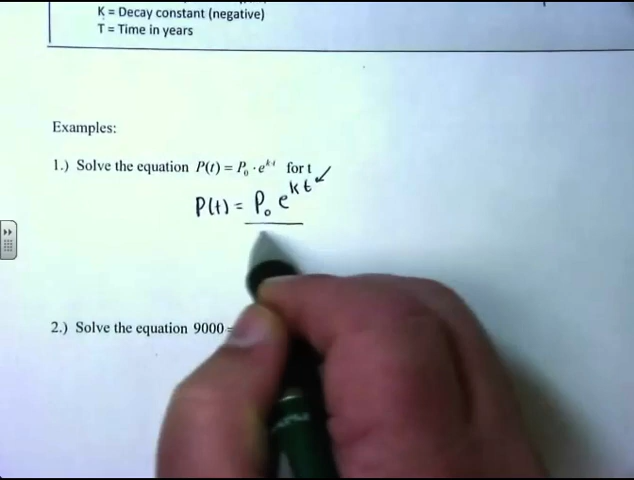 K = Decay constant (negative)
T = Time in years
Examples:
1.) Solve the equation P(t) = P₀ · e^{k·t} for t
P(t) = P₀ e^{kt}
2.) Solve the equation 9000 =